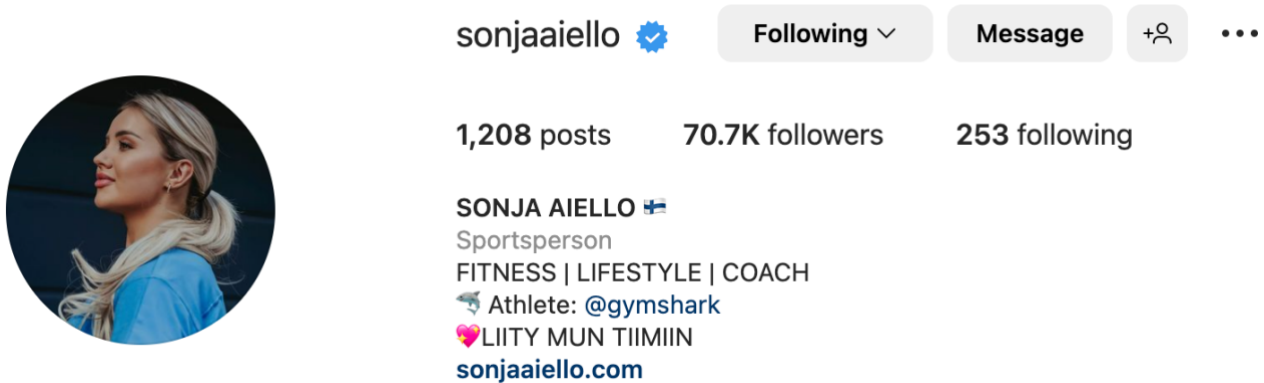 sonjaaiello
Following
Message
1,208 posts
70.7K followers
253 following
SONJA AIELLO 🇫🇮
Sportsperson
FITNESS | LIFESTYLE | COACH
🦈 Athlete: @gymshark
💖LIITY MUN TIIMIIN
sonjaaiello.com